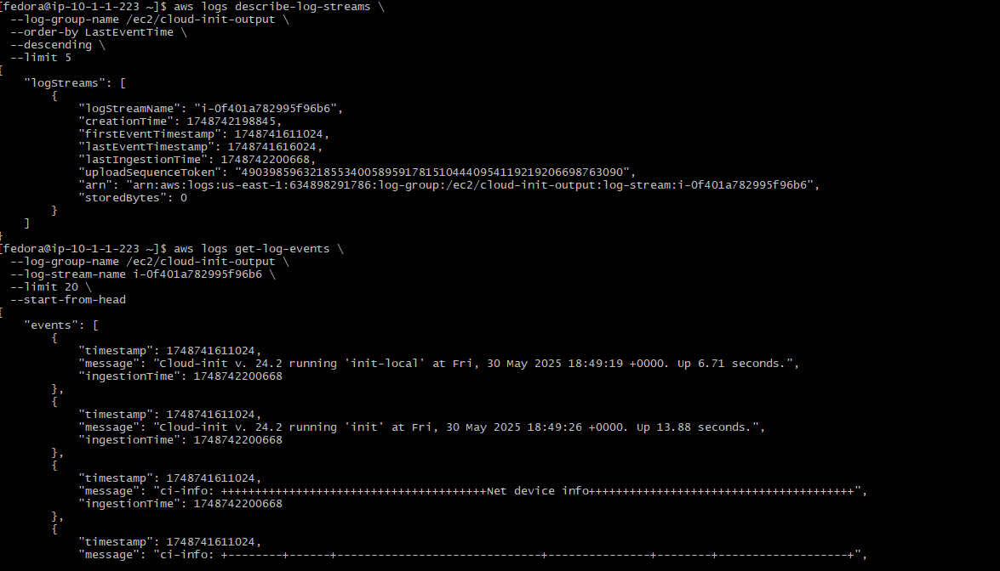 [fedora@ip-10-1-1-223 ~]$ aws logs describe-log-streams \
  --log-group-name /ec2/cloud-init-output \
  --order-by LastEventTime \
  --descending \
  --limit 5
{
    "logStreams": [
        {
            "logStreamName": "i-0f401a782995f96b6",
            "creationTime": 1748742198845,
            "firstEventTimestamp": 1748741611024,
            "lastEventTimestamp": 1748741616024,
            "lastIngestionTime": 1748742200668,
            "uploadSequenceToken": "49039859632185534005895917815104440954119219206698763090",
            "arn": "arn:aws:logs:us-east-1:634898291786:log-group:/ec2/cloud-init-output:log-stream:i-0f401a782995f96b6",
            "storedBytes": 0
        }
    ]
}
[fedora@ip-10-1-1-223 ~]$ aws logs get-log-events \
  --log-group-name /ec2/cloud-init-output \
  --log-stream-name i-0f401a782995f96b6 \
  --limit 20 \
  --start-from-head
{
    "events": [
        {
            "timestamp": 1748741611024,
            "message": "Cloud-init v. 24.2 running 'init-local' at Fri, 30 May 2025 18:49:19 +0000. Up 6.71 seconds.",
            "ingestionTime": 1748742200668
        },
        {
            "timestamp": 1748741611024,
            "message": "Cloud-init v. 24.2 running 'init' at Fri, 30 May 2025 18:49:26 +0000. Up 13.88 seconds.",
            "ingestionTime": 1748742200668
        },
        {
            "timestamp": 1748741611024,
            "message": "ci-info: +++++++++++++++++++++++++++++++++++++++Net device info+++++++++++++++++++++++++++++++++++++++",
            "ingestionTime": 1748742200668
        },
        {
            "timestamp": 1748741611024,
            "message": "ci-info: +--------+------+------------------------------+---------------+--------+-------------------+",